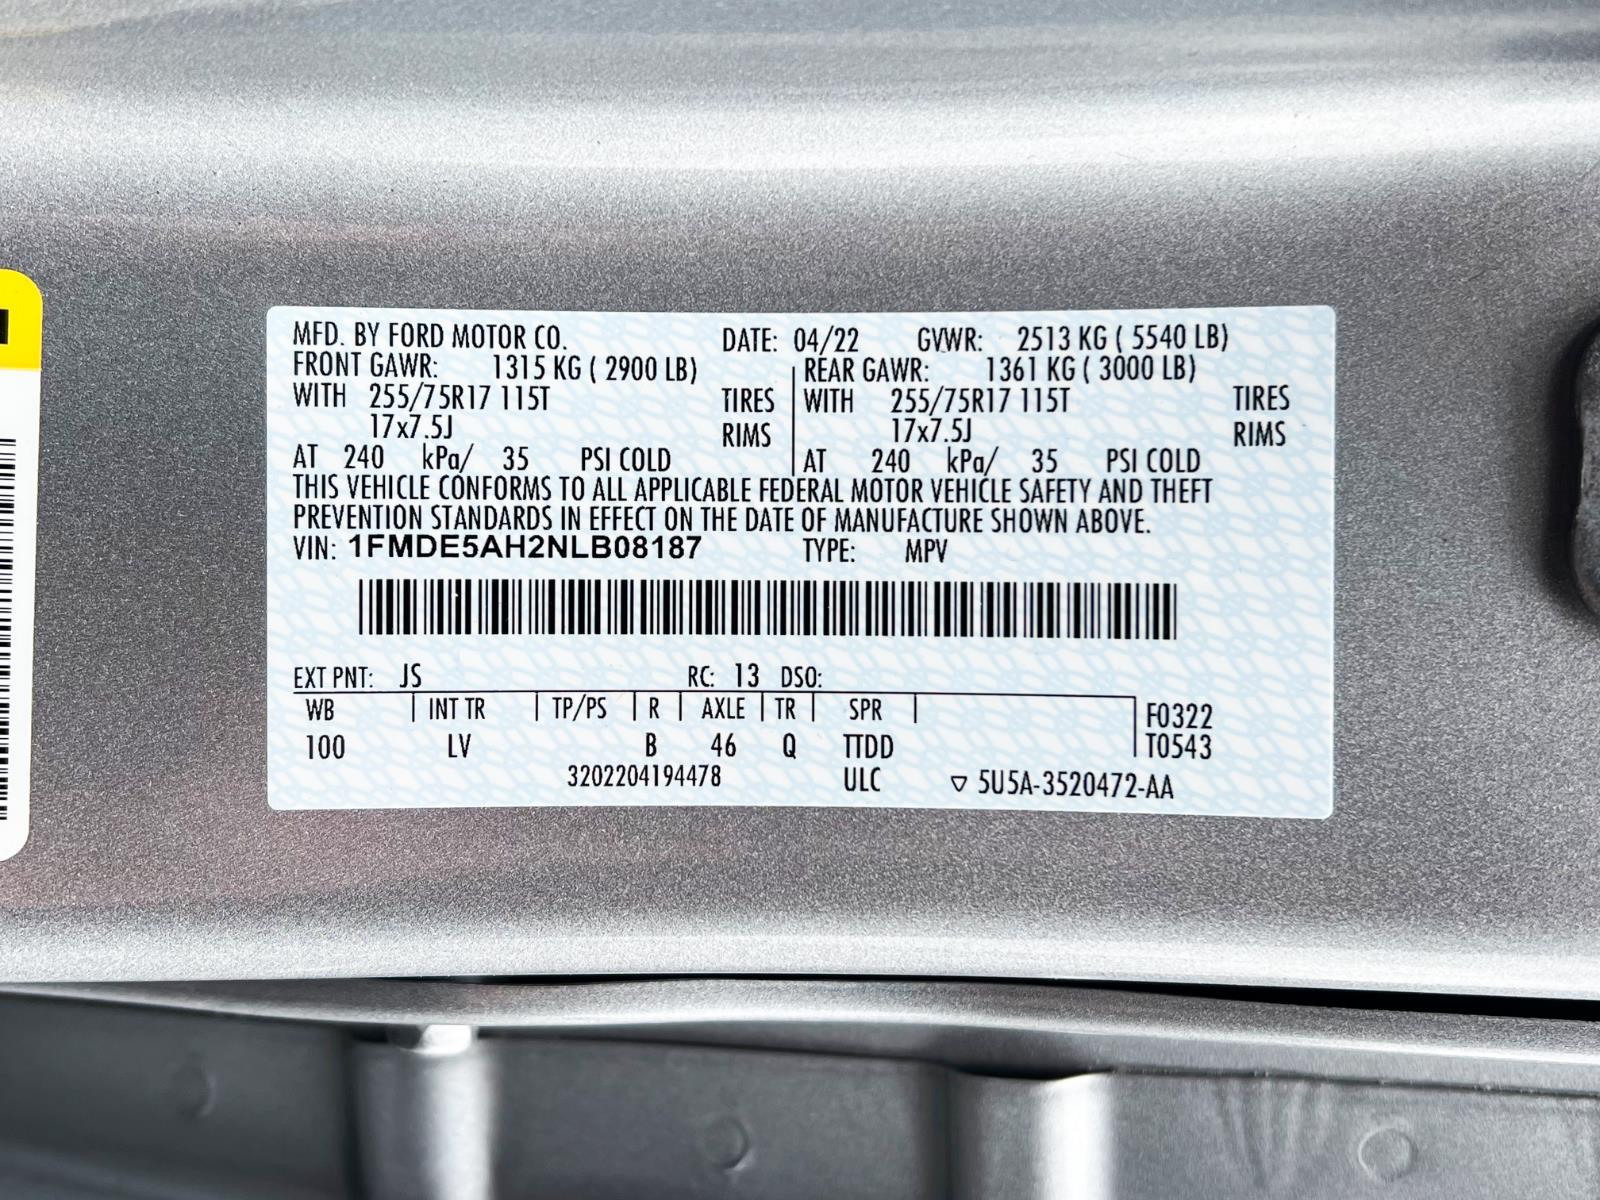 MFD. BY FORD MOTOR CO. DATE: 04/22 GVWR: 2513 KG ( 5540 LB)
FRONT GAWR: 1315 KG ( 2900 LB) REAR GAWR: 1361 KG ( 3000 LB)
WITH 255/75R17 115T TIRES WITH 255/75R17 115T TIRES
17x7.5J RIMS 17x7.5J RIMS
AT 240 kPa/ 35 PSI COLD AT 240 kPa/ 35 PSI COLD
THIS VEHICLE CONFORMS TO ALL APPLICABLE FEDERAL MOTOR VEHICLE SAFETY AND THEFT
PREVENTION STANDARDS IN EFFECT ON THE DATE OF MANUFACTURE SHOWN ABOVE.
VIN: 1FMDE5AH2NLB08187 TYPE: MPV
EXT PNT: JS RC: 13 DSO:
WB INT TR TP/PS R AXLE TR SPR F0322
100 LV B 46 Q TTDD T0543
3202204194478 ULC ▽ 5U5A-3520472-AA